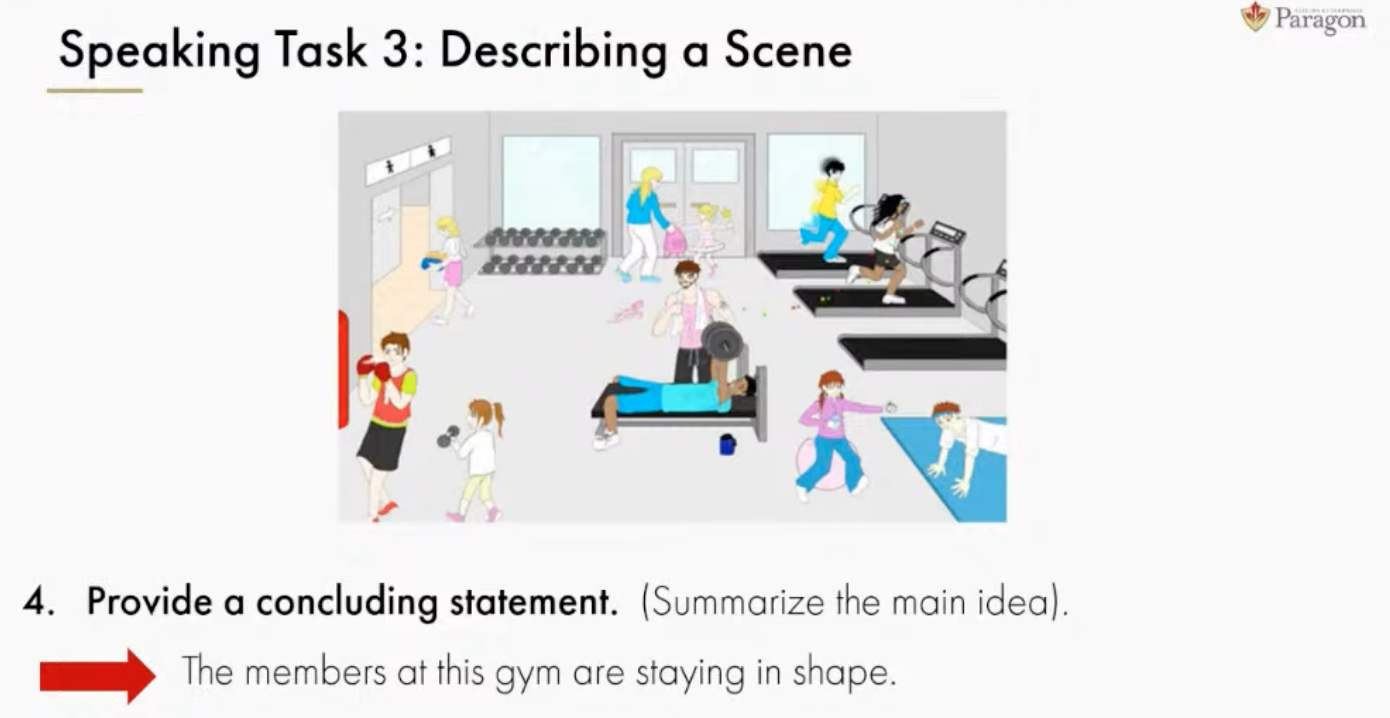 Paragon
Speaking Task 3: Describing a Scene
4. Provide a concluding statement. (Summarize the main idea).
The members at this gym are staying in shape.